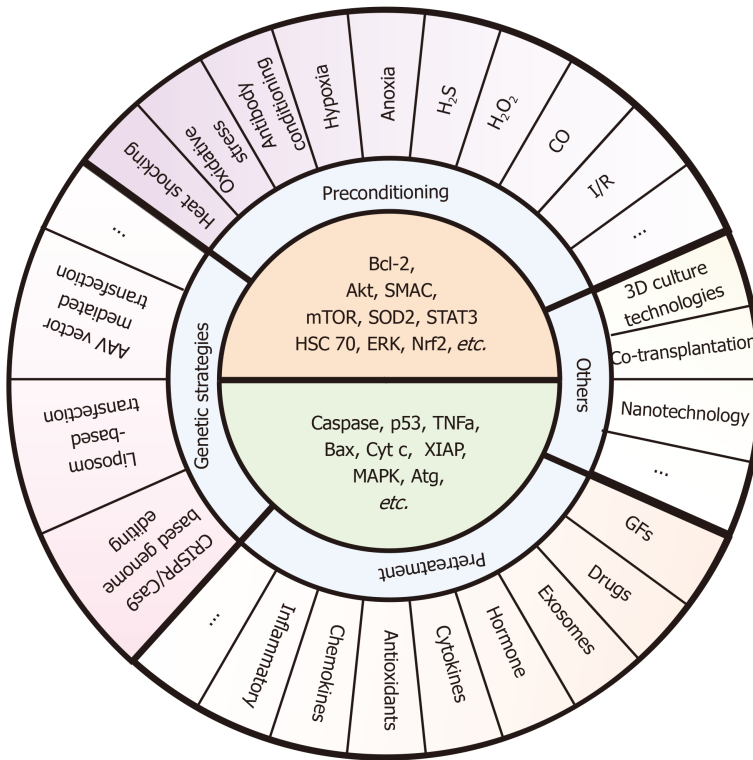 Heat shocking
Oxidative
stress
Antibody
conditioning
Hypoxia
Anoxia
H₂S
H₂O₂
CO
I/R
...
Preconditioning
3D culture
technologies
Co-transplantation
Nanotechnology
...
Others
GFs
Drugs
Exosomes
Hormone
Cytokines
Antioxidants
Chemokines
Inflammatory
...
Pretreatment
CRISPR/Cas9
based genome
editing
Liposom
-based
transfection
AAV vector
mediated
transfection
...
Genetic strategies
Bcl-2,
Akt, SMAC,
mTOR, SOD2, STAT3
HSC 70, ERK, Nrf2, etc.
Caspase, p53, TNFa,
Bax, Cyt c, XIAP,
MAPK, Atg,
etc.